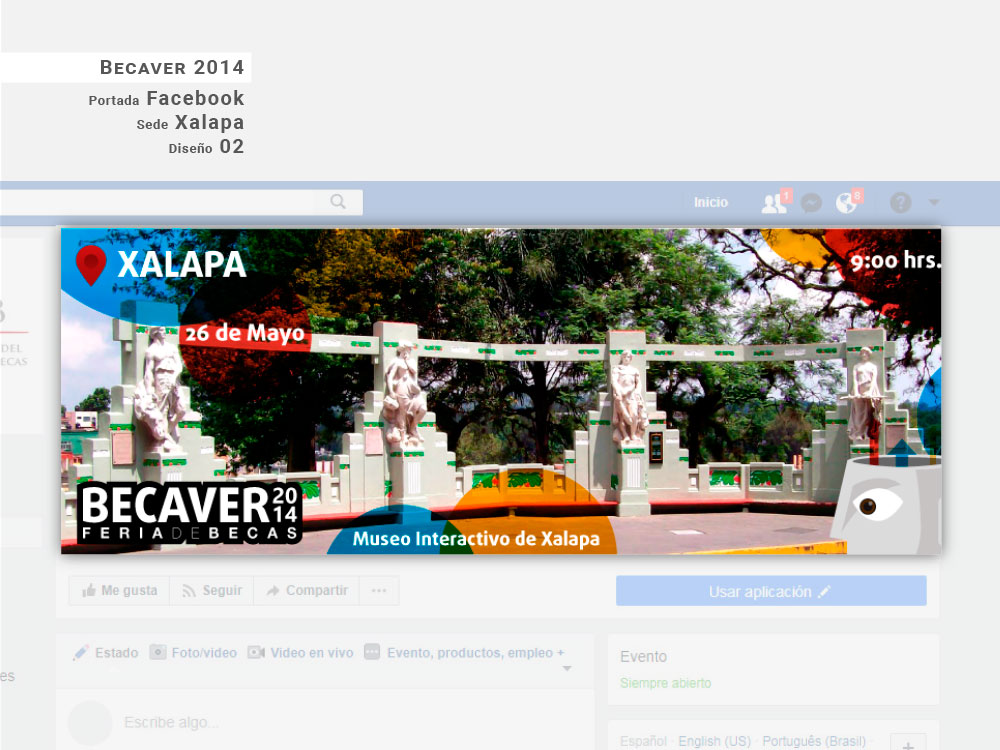 BECAVER 2014
Portada Facebook
Sede Xalapa
Diseño 02
Inicio
1
8
XALAPA
9:00 hrs.
26 de Mayo
DEL
ECAS
BECAVER 2014
FERIA DE BECAS
Museo Interactivo de Xalapa
Me gusta
Seguir
Compartir
Usar aplicación
Estado
Foto/video
Video en vivo
Evento, productos, empleo +
Evento
Siempre abierto
es
Escribe algo...
Español · English (US) · Português (Brasil) ·